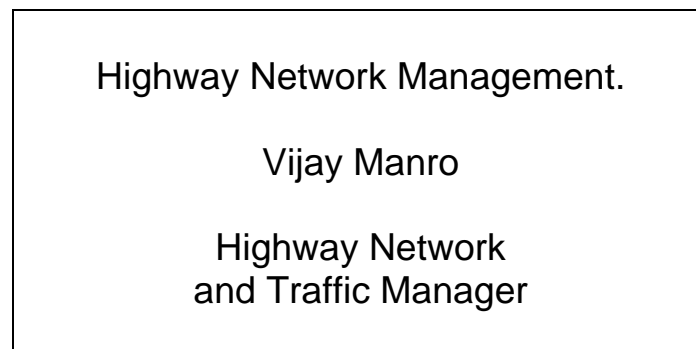 Highway Network Management.
Vijay Manro
Highway Network
and Traffic Manager